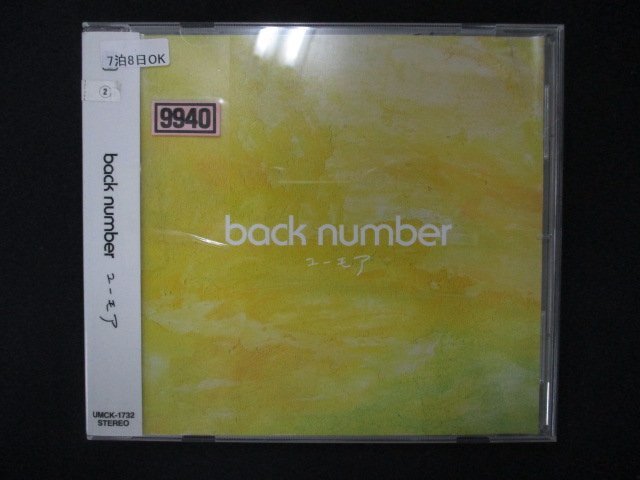 7泊8日OK
②
back number
ユーモア
UMCK-1732
STEREO
9940
back number
ユーモア